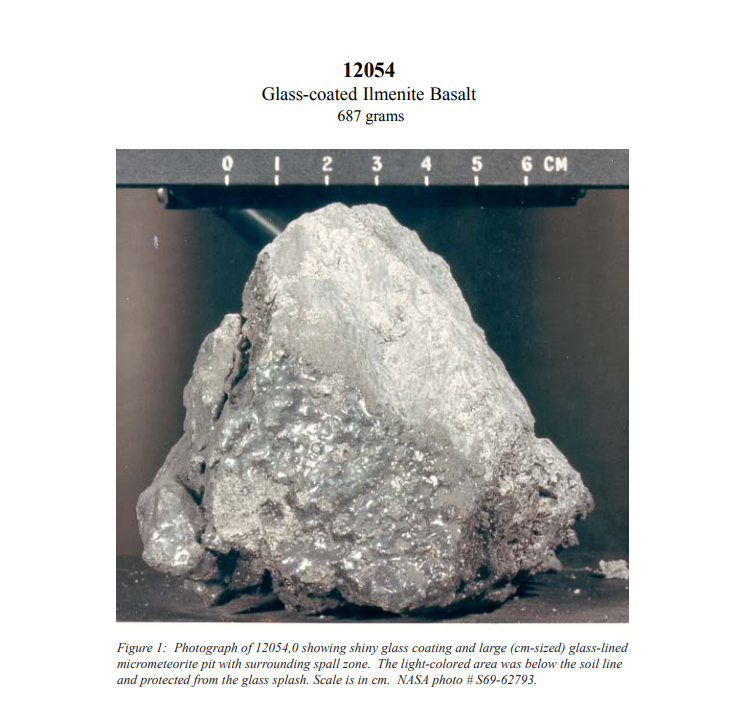 12054
Glass-coated Ilmenite Basalt
687 grams
0 1 2 3 4 5 6 CM
Figure 1: Photograph of 12054,0 showing shiny glass coating and large (cm-sized) glass-lined
micrometeorite pit with surrounding spall zone. The light-colored area was below the soil line
and protected from the glass splash. Scale is in cm. NASA photo # S69-62793.